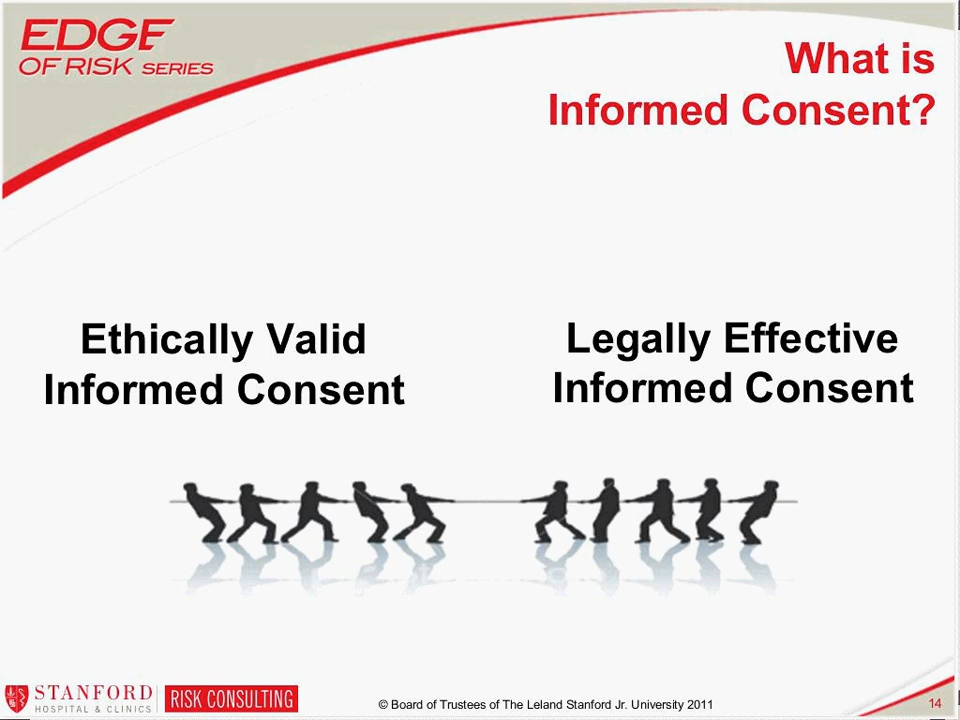 EDGE
OF RISK SERIES
What is
Informed Consent?
Ethically Valid
Informed Consent
Legally Effective
Informed Consent
STANFORD
HOSPITAL & CLINICS
RISK CONSULTING
© Board of Trustees of The Leland Stanford Jr. University 2011
14